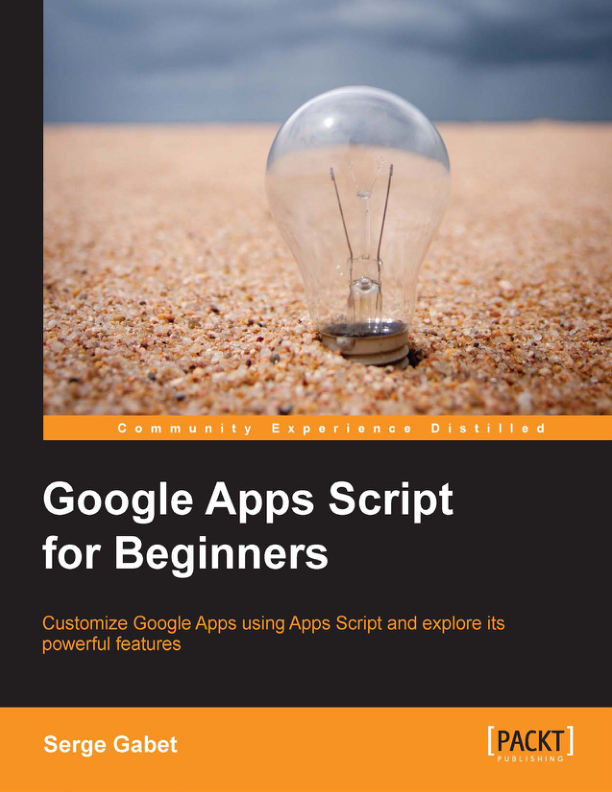 Community Experience Distilled
Google Apps Script
for Beginners
Customize Google Apps using Apps Script and explore its
powerful features
Serge Gabet
[PACKT]
PUBLISHING